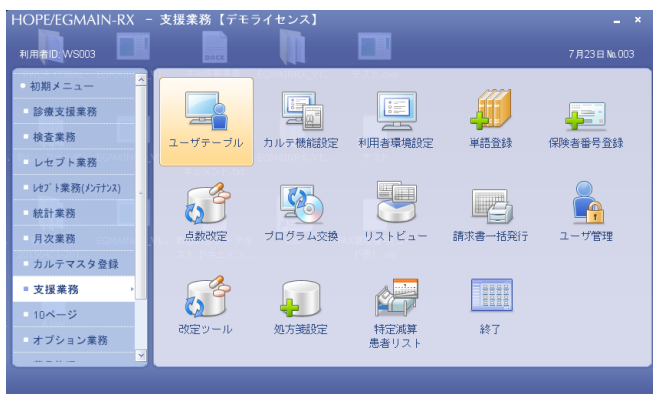 HOPE/EGMAIN-RX － 支援業務【デモライセンス】
利用者ID: WS003
7月23日 No.003
初期メニュー
診療支援業務
検査業務
レセプト業務
ﾚｾﾌﾟﾄ業務(ﾒﾝﾃﾅﾝｽ)
統計業務
月次業務
カルテマスタ登録
支援業務
10ページ
オプション業務
ユーザテーブル
カルテ機能設定
利用者環境設定
単語登録
保険者番号登録
点数改定
プログラム交換
リストビュー
請求書一括発行
ユーザ管理
改定ツール
処方箋設定
特定減算
患者リスト
終了